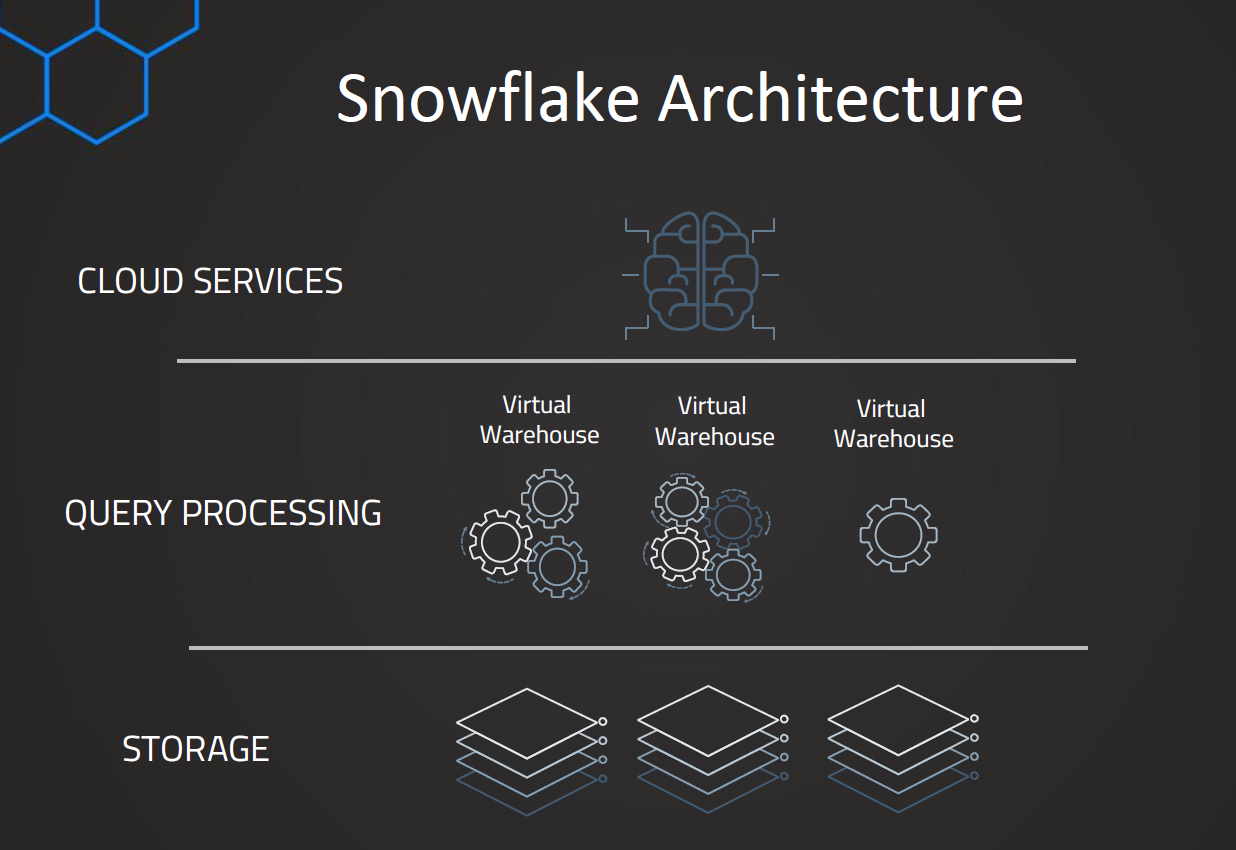 Snowflake Architecture
CLOUD SERVICES
Virtual
Warehouse
Virtual
Warehouse
Virtual
Warehouse
QUERY PROCESSING
STORAGE